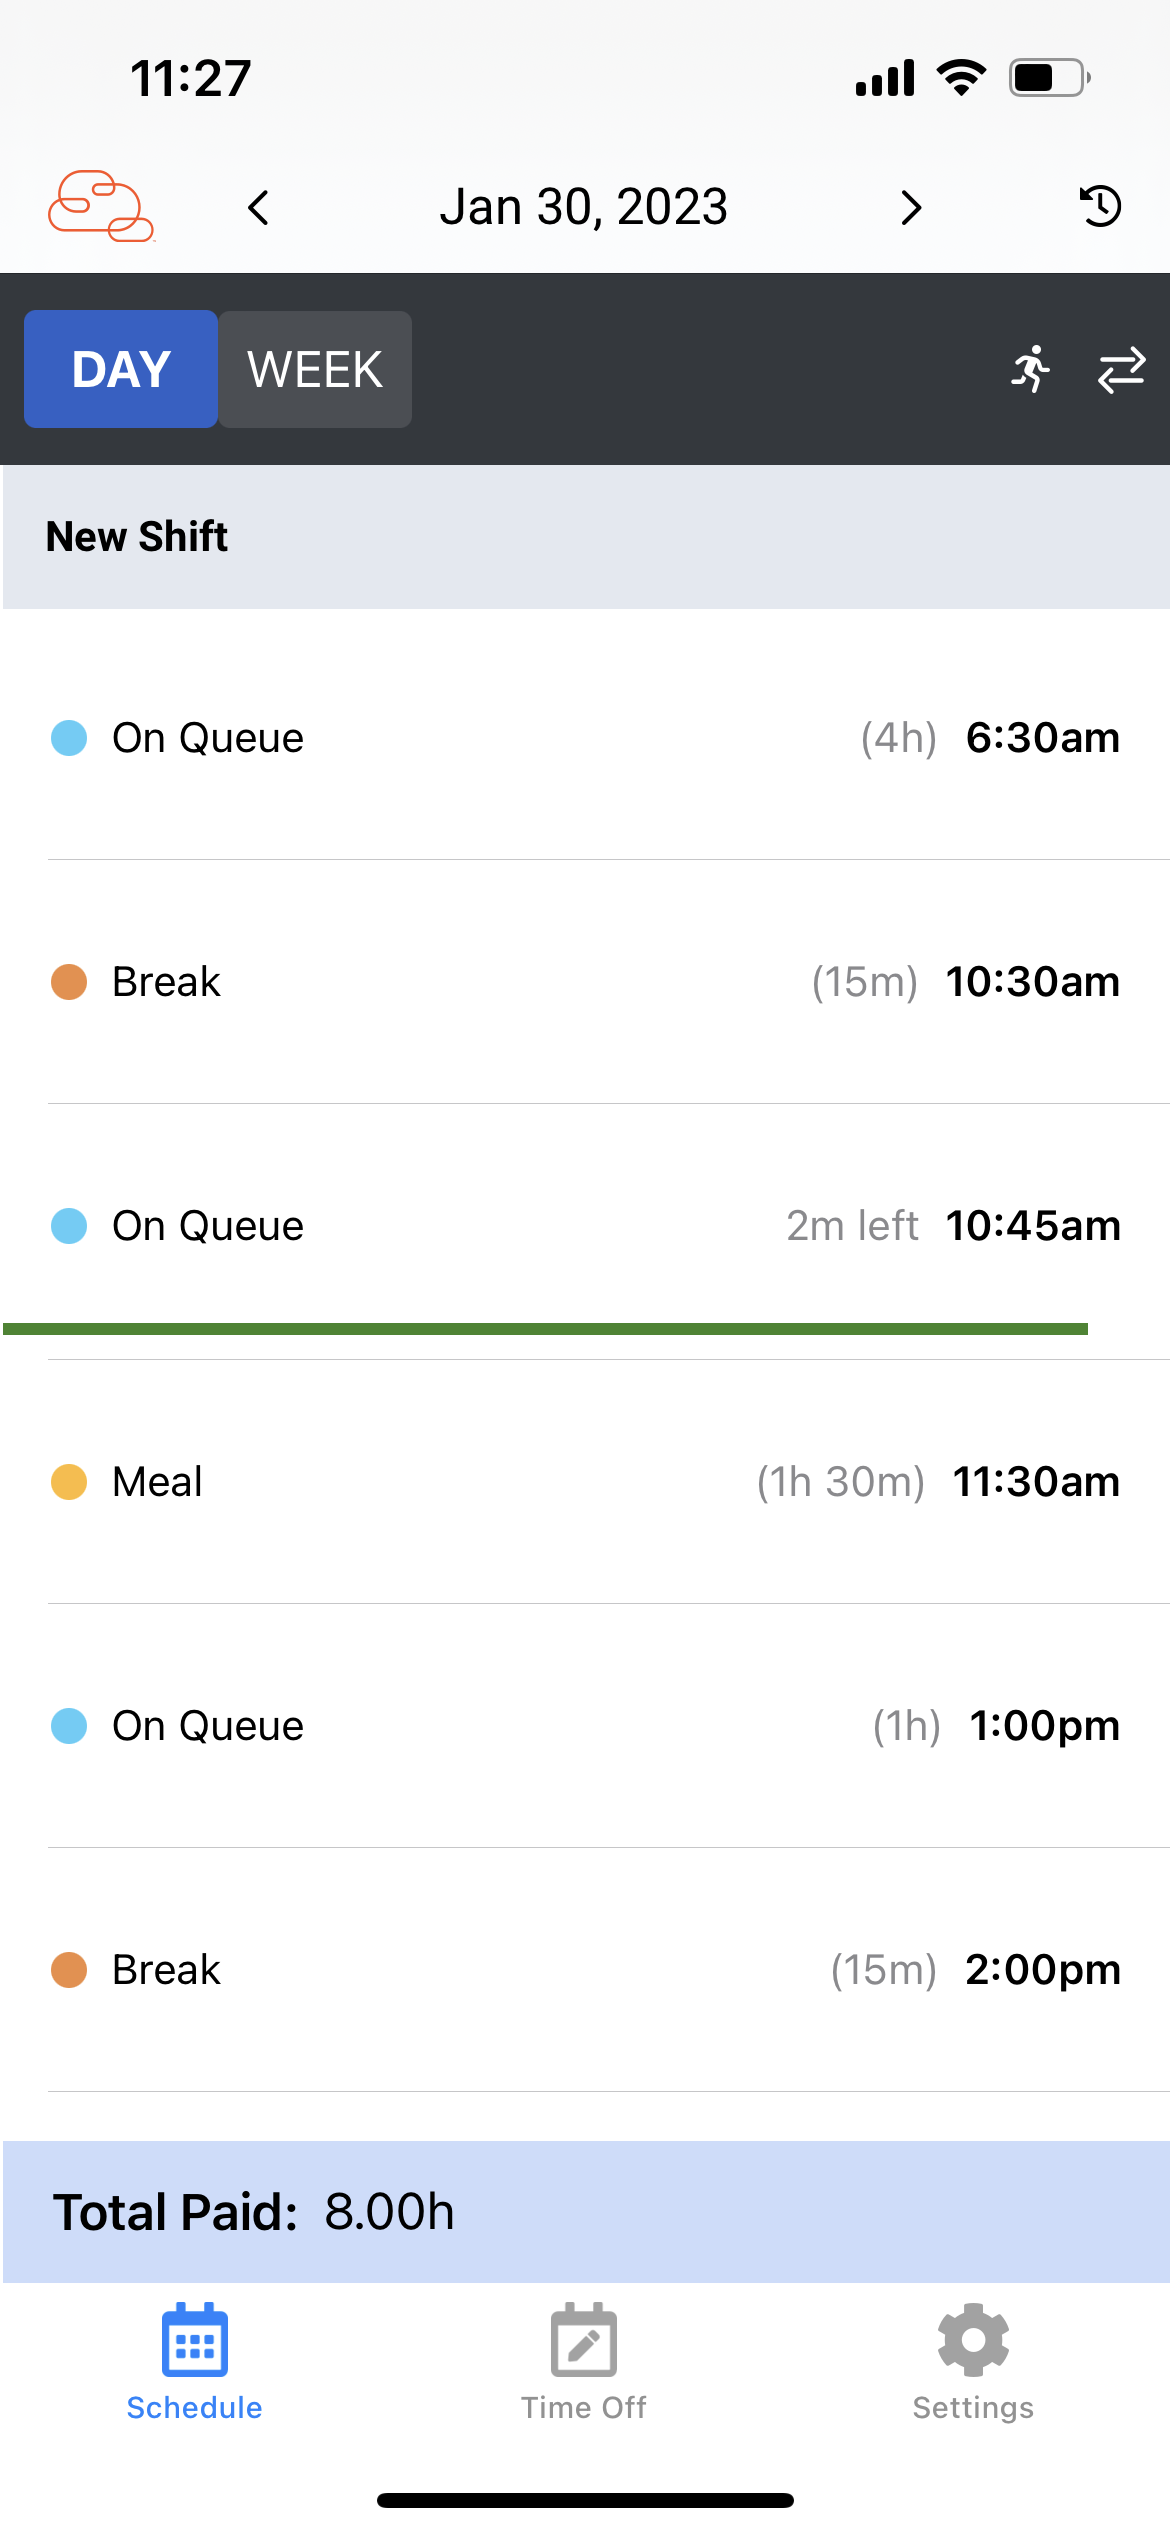 11:27
Jan 30, 2023
DAY WEEK
New Shift
On Queue (4h) 6:30am
Break (15m) 10:30am
On Queue 2m left 10:45am
Meal (1h 30m) 11:30am
On Queue (1h) 1:00pm
Break (15m) 2:00pm
Total Paid: 8.00h
Schedule Time Off Settings